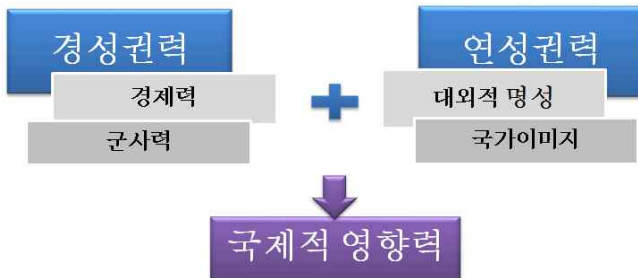 경성권력
경제력
군사력
연성권력
대외적 명성
국가이미지
국제적 영향력